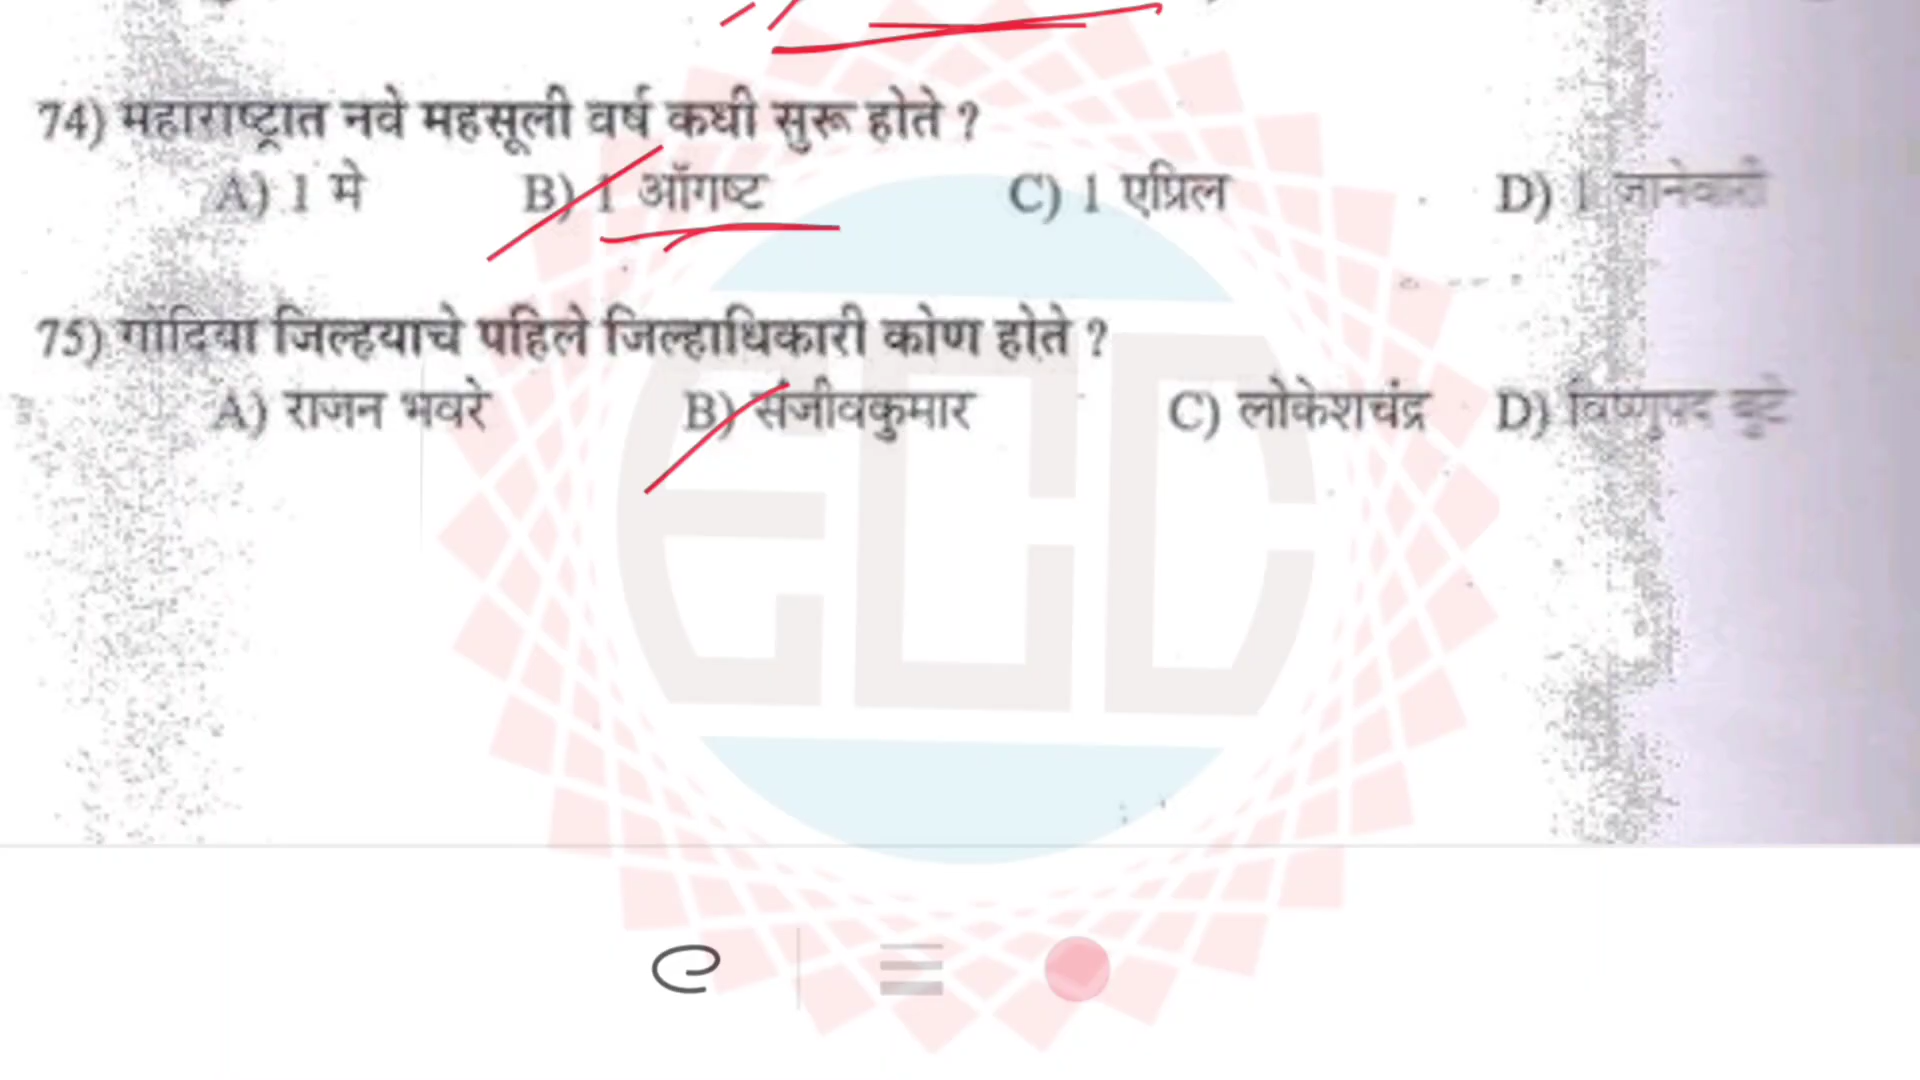 74) महाराष्ट्रात नवे महसूली वर्ष कधी सुरू होते ?
A) 1 मे B) 1 ऑगष्ट C) 1 एप्रिल D) 1 जानेवारी
75) गोंदिया जिल्हयाचे पहिले जिल्हाधिकारी कोण होते ?
A) राजन भवरे B) संजीवकुमार C) लोकेशचंद्र D)
ECD